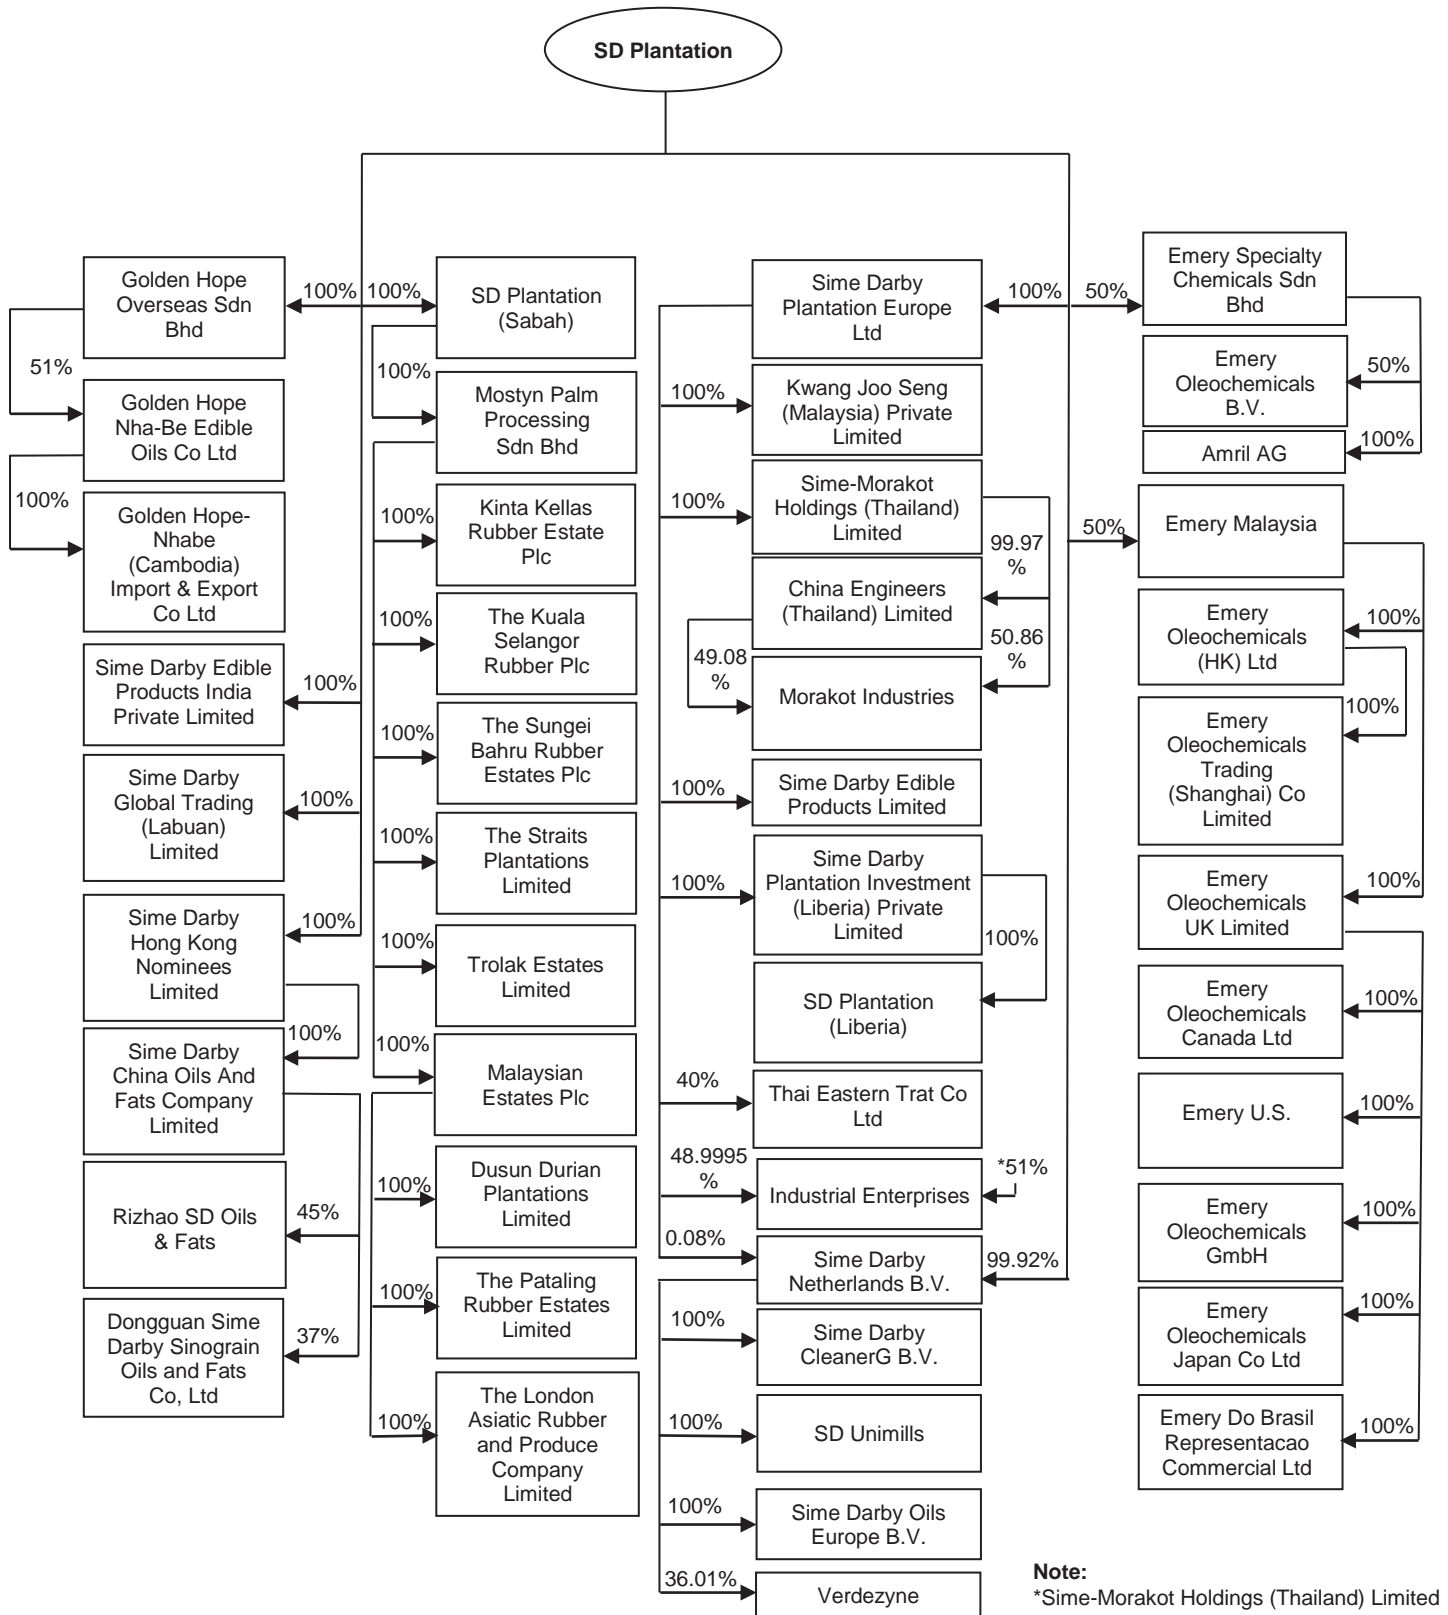 SD Plantation
Golden Hope
Overseas Sdn
Bhd
100%
100%
SD Plantation
(Sabah)
Sime Darby
Plantation Europe
Ltd
100%
50%
Emery Specialty
Chemicals Sdn
Bhd
51%
Golden Hope
Nha-Be Edible
Oils Co Ltd
100%
Golden Hope-
Nhabe
(Cambodia)
Import & Export
Co Ltd
Sime Darby Edible
Products India
Private Limited
100%
Sime Darby
Global Trading
(Labuan)
Limited
100%
Sime Darby
Hong Kong
Nominees
Limited
100%
100%
Sime Darby
China Oils And
Fats Company
Limited
Rizhao SD Oils
& Fats
45%
Dongguan Sime
Darby Sinograin
Oils and Fats
Co, Ltd
37%
100%
Mostyn Palm
Processing
Sdn Bhd
100%
Kinta Kellas
Rubber Estate
Plc
100%
The Kuala
Selangor
Rubber Plc
100%
The Sungei
Bahru Rubber
Estates Plc
100%
The Straits
Plantations
Limited
100%
Trolak Estates
Limited
100%
Malaysian
Estates Plc
100%
Dusun Durian
Plantations
Limited
100%
The Pataling
Rubber Estates
Limited
100%
The London
Asiatic Rubber
and Produce
Company
Limited
100%
Kwang Joo Seng
(Malaysia) Private
Limited
100%
Sime-Morakot
Holdings (Thailand)
Limited
99.97
%
China Engineers
(Thailand) Limited
50.86
%
49.08
%
Morakot Industries
100%
Sime Darby Edible
Products Limited
100%
Sime Darby
Plantation Investment
(Liberia) Private
Limited
100%
SD Plantation
(Liberia)
40%
Thai Eastern Trat Co
Ltd
48.9995
%
Industrial Enterprises
*51%
0.08%
Sime Darby
Netherlands B.V.
99.92%
100%
Sime Darby
CleanerG B.V.
100%
SD Unimills
100%
Sime Darby Oils
Europe B.V.
36.01%
Verdezyne
Emery
Oleochemicals
B.V.
50%
Amril AG
100%
50%
Emery Malaysia
Emery
Oleochemicals
(HK) Ltd
100%
100%
Emery
Oleochemicals
Trading
(Shanghai) Co
Limited
Emery
Oleochemicals
UK Limited
100%
Emery
Oleochemicals
Canada Ltd
100%
Emery U.S.
100%
Emery
Oleochemicals
GmbH
100%
Emery
Oleochemicals
Japan Co Ltd
100%
Emery Do Brasil
Representacao
Commercial Ltd
100%
Note:
*Sime-Morakot Holdings (Thailand) Limited